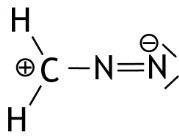 H
⊕ C – N = N ⊖
H